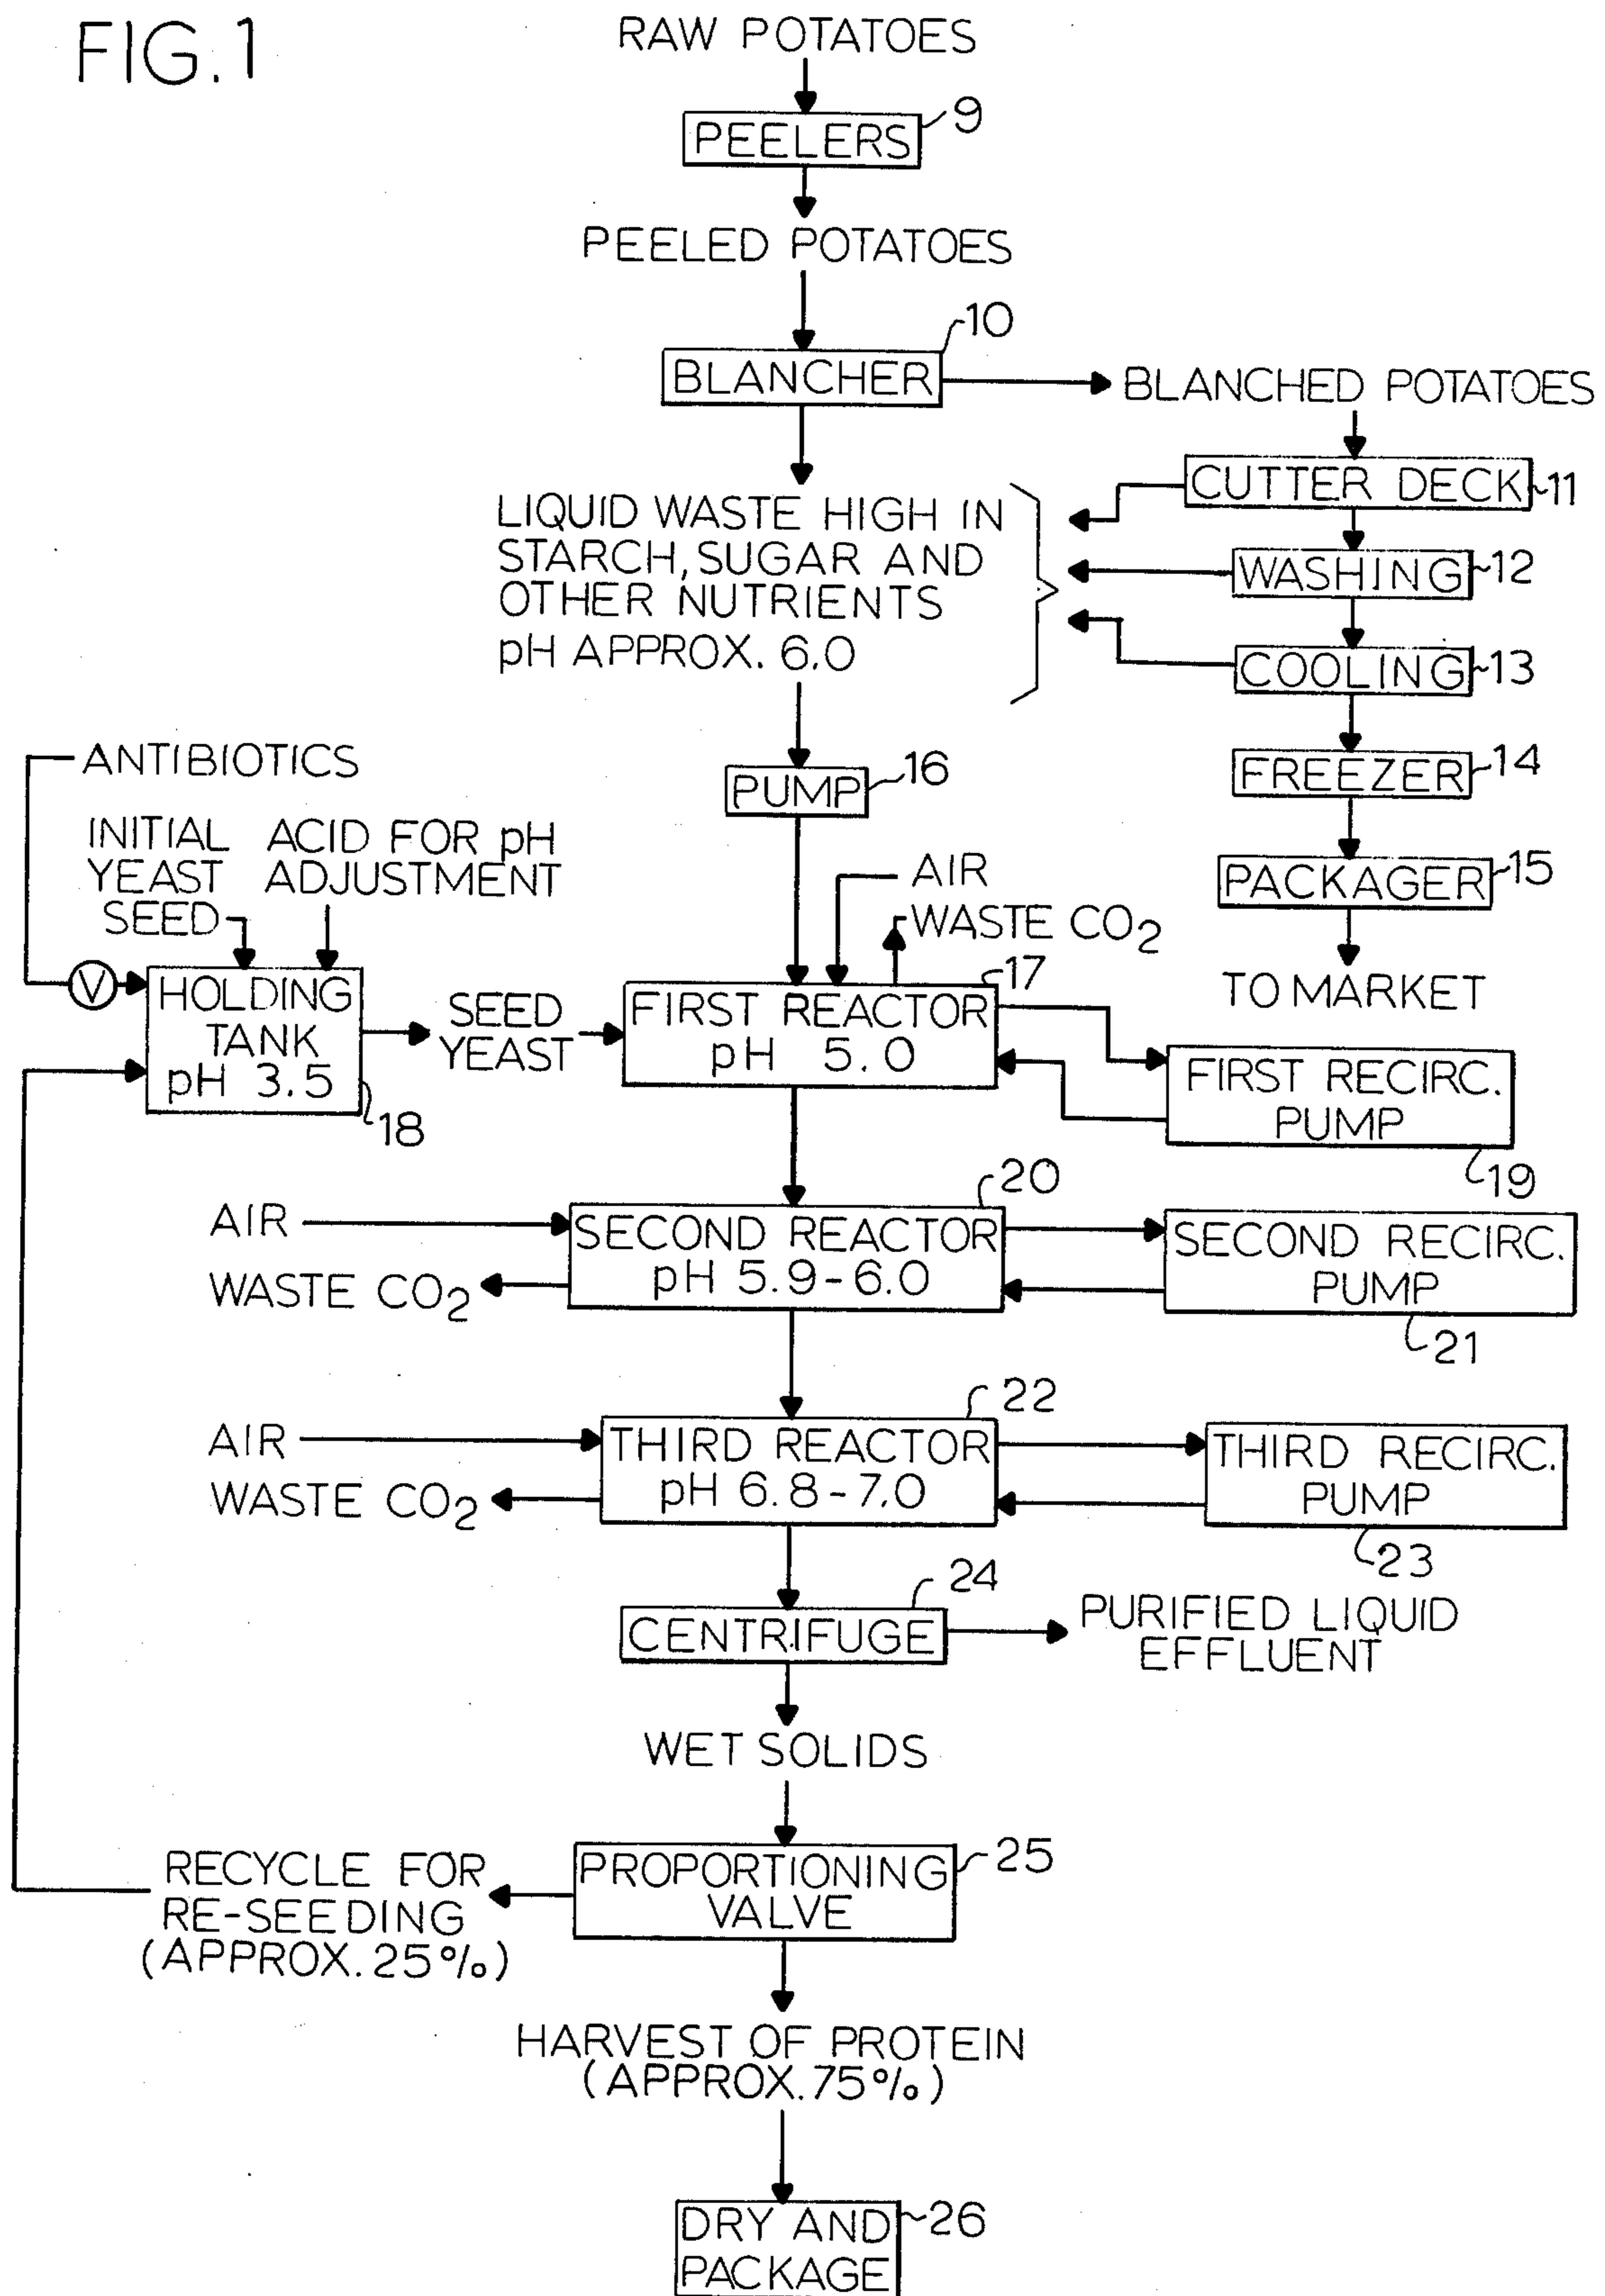 FIG.1
RAW POTATOES
PEELERS
9
PEELED POTATOES
10
BLANCHER
BLANCHED POTATOES
CUTTER DECK
11
LIQUID WASTE HIGH IN
STARCH, SUGAR AND
OTHER NUTRIENTS
pH APPROX. 6.0
WASHING
12
COOLING
13
FREEZER
14
PACKAGER
15
TO MARKET
PUMP
16
ANTIBIOTICS
INITIAL
YEAST
SEED
ACID FOR pH
ADJUSTMENT
AIR
WASTE CO2
V
HOLDING
TANK
pH 3.5
18
SEED
YEAST
17
FIRST REACTOR
pH 5.0
FIRST RECIRC.
PUMP
19
20
AIR
WASTE CO2
SECOND REACTOR
pH 5.9-6.0
SECOND RECIRC.
PUMP
21
22
AIR
WASTE CO2
THIRD REACTOR
pH 6.8-7.0
THIRD RECIRC.
PUMP
23
24
CENTRIFUGE
PURIFIED LIQUID
EFFLUENT
WET SOLIDS
25
PROPORTIONING
VALVE
RECYCLE FOR
RE-SEEDING
(APPROX. 25%)
HARVEST OF PROTEIN
(APPROX. 75%)
DRY AND
PACKAGE
26